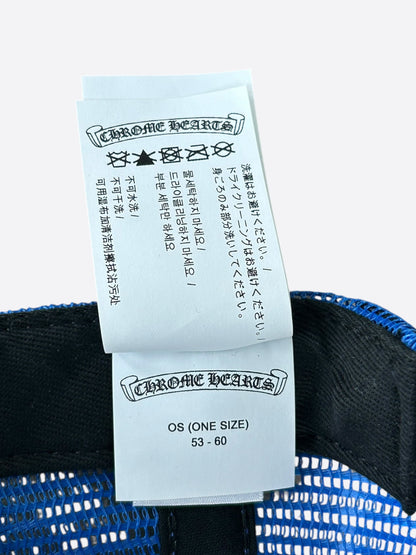 CHROME HEARTS
洗濯はお避けください。/
ドライクリーニングはお避けください。/
身ごろのみ部分洗いしてください。
물세탁하지 마세요 /
드라이클리닝하지 마세요 /
부분 세탁만 하세요
不可水洗 /
不可干洗 /
可用湿布加清洁剂擦拭沾污处
CHROME HEARTS
OS (ONE SIZE)
53 - 60